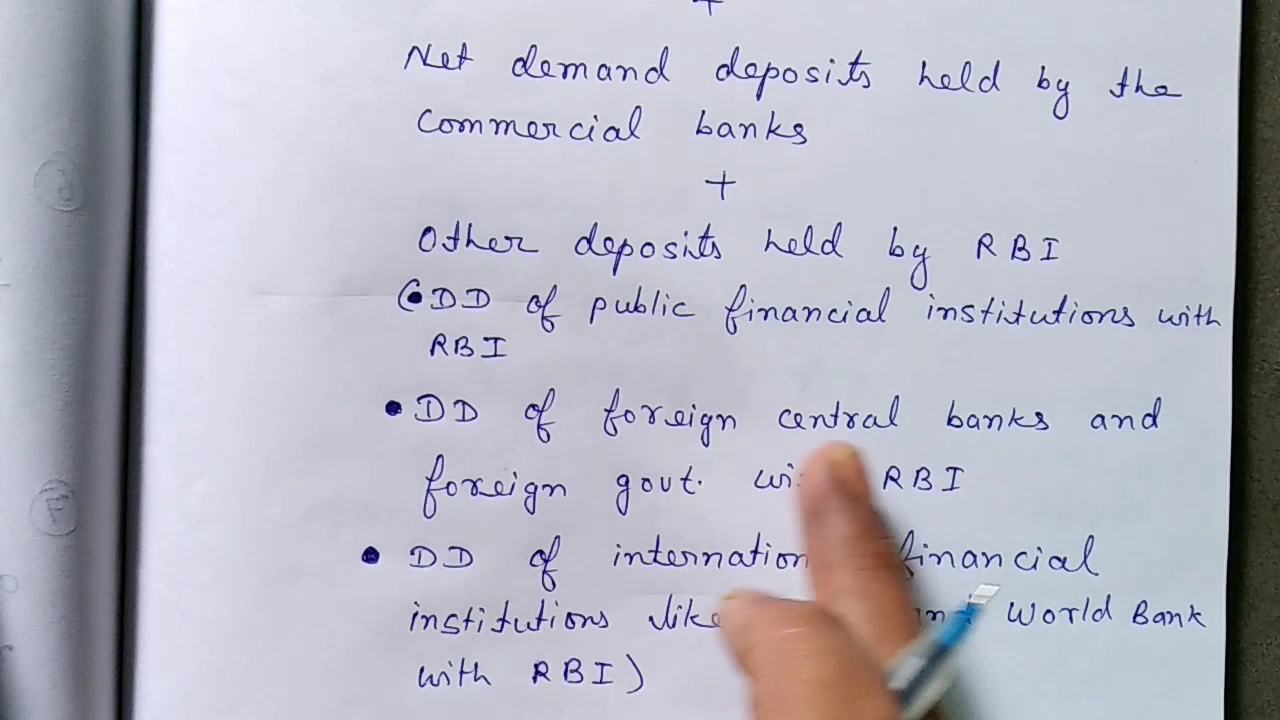 +
Net demand deposits held by the
commercial banks
+
Other deposits held by RBI
(• DD of public financial institutions with
RBI
• DD of foreign central banks and
foreign govt. RBI
• DD of financial
institutions like World Bank
with RBI)